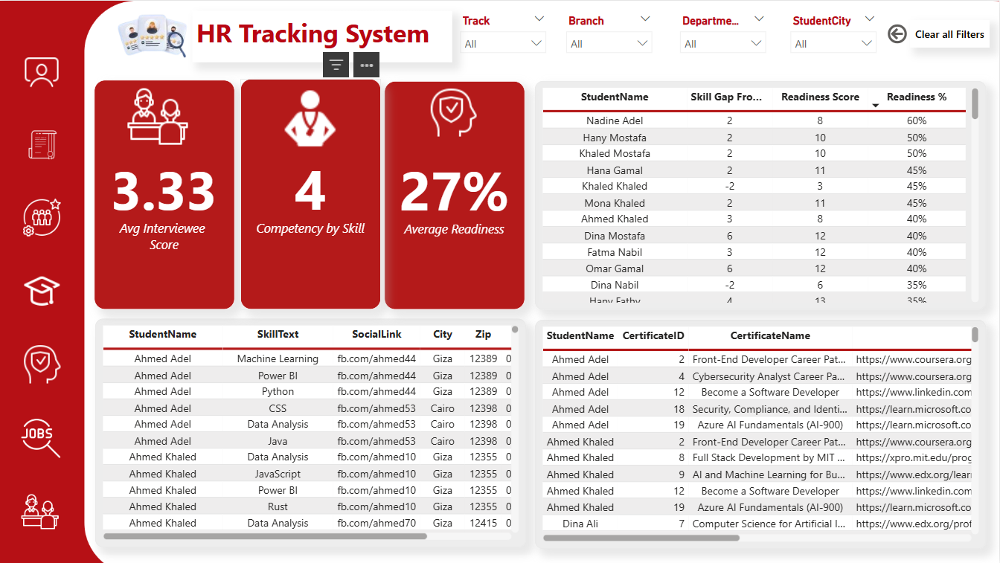 HR Tracking System
Track Branch Departme... StudentCity
All All All All
Clear all Filters
3.33
Avg Interviewee
Score
4
Competency by Skill
27%
Average Readiness
StudentName Skill Gap Fro... Readiness Score Readiness %
Nadine Adel 2 8 60%
Hany Mostafa 2 10 50%
Khaled Mostafa 2 10 50%
Hana Gamal 2 11 45%
Khaled Khaled -2 3 45%
Mona Khaled 2 11 45%
Ahmed Khaled 3 8 40%
Dina Mostafa 6 12 40%
Fatma Nabil 3 12 40%
Omar Gamal 6 12 40%
Dina Nabil -2 6 35%
Hany Fathy 4 13 35%
JOBS
StudentName SkillText SocialLink City Zip
Ahmed Adel Machine Learning fb.com/ahmed44 Giza 12389 0
Ahmed Adel Power BI fb.com/ahmed44 Giza 12389 0
Ahmed Adel Python fb.com/ahmed44 Giza 12389 0
Ahmed Adel CSS fb.com/ahmed53 Cairo 12398 0
Ahmed Adel Data Analysis fb.com/ahmed53 Cairo 12398 0
Ahmed Adel Java fb.com/ahmed53 Cairo 12398 0
Ahmed Khaled Data Analysis fb.com/ahmed10 Giza 12355 0
Ahmed Khaled JavaScript fb.com/ahmed10 Giza 12355 0
Ahmed Khaled Power BI fb.com/ahmed10 Giza 12355 0
Ahmed Khaled Rust fb.com/ahmed10 Giza 12355 0
Ahmed Khaled Data Analysis fb.com/ahmed70 Giza 12415 0
StudentName CertificateID CertificateName
Ahmed Adel 2 Front-End Developer Career Pat... https://www.coursera.org
Ahmed Adel 4 Cybersecurity Analyst Career Pa... https://www.coursera.org
Ahmed Adel 12 Become a Software Developer https://www.linkedin.com
Ahmed Adel 18 Security, Compliance, and Identi... https://learn.microsoft.co
Ahmed Adel 19 Azure AI Fundamentals (AI-900) https://learn.microsoft.co
Ahmed Khaled 2 Front-End Developer Career Pat... https://www.coursera.org
Ahmed Khaled 8 Full Stack Development by MIT ... https://xpro.mit.edu/prog
Ahmed Khaled 9 AI and Machine Learning for Bu... https://www.edx.org/lear
Ahmed Khaled 12 Become a Software Developer https://www.linkedin.com
Ahmed Khaled 19 Azure AI Fundamentals (AI-900) https://learn.microsoft.co
Dina Ali 7 Computer Science for Artificial I... https://www.edx.org/prof